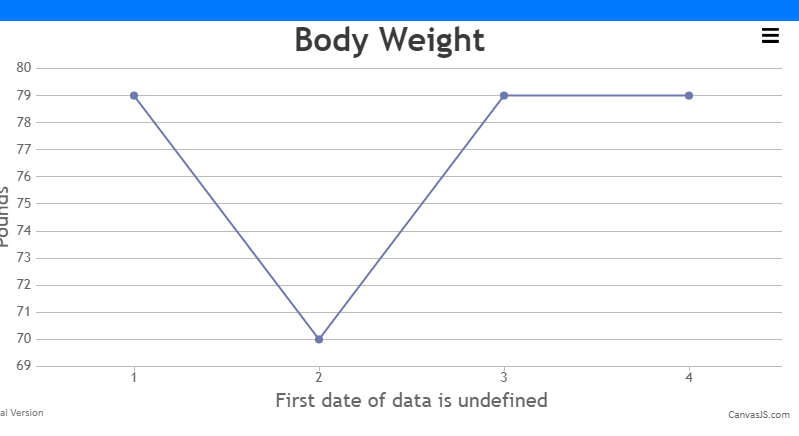 Body Weight
80
79
78
77
76
75
74
73
72
71
70
69
Pounds
1 2 3 4
First date of data is undefined
al Version
CanvasJS.com